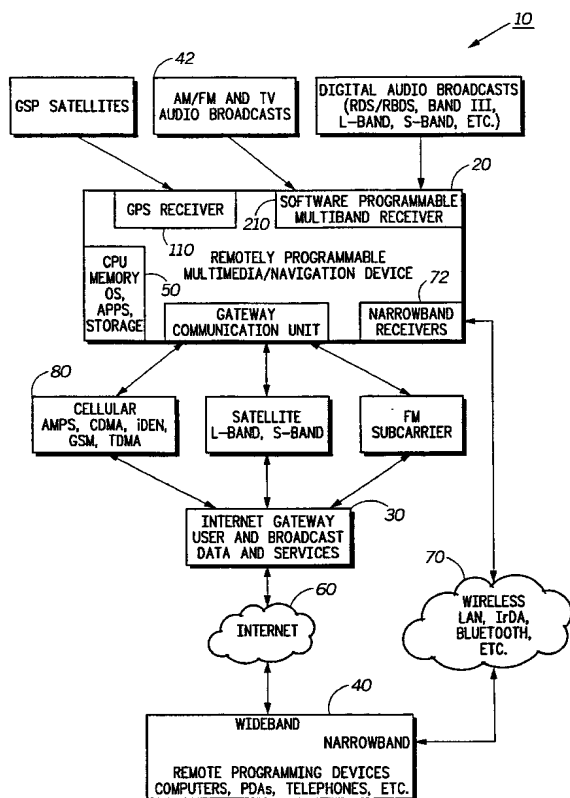 10
42
GSP SATELLITES
AM/FM AND TV
AUDIO BROADCASTS
DIGITAL AUDIO BROADCASTS
(RDS/RBDS, BAND III,
L-BAND, S-BAND, ETC.)
20
GPS RECEIVER
210
SOFTWARE PROGRAMMABLE
MULTIBAND RECEIVER
110
CPU
MEMORY
OS,
APPS,
STORAGE
50
REMOTELY PROGRAMMABLE
MULTIMEDIA/NAVIGATION DEVICE
72
GATEWAY
COMMUNICATION UNIT
NARROWBAND
RECEIVERS
80
CELLULAR
AMPS, CDMA, iDEN,
GSM, TDMA
SATELLITE
L-BAND, S-BAND
FM
SUBCARRIER
30
INTERNET GATEWAY
USER AND BROADCAST
DATA AND SERVICES
60
INTERNET
70
WIRELESS
LAN, IrDA,
BLUETOOTH,
ETC.
40
WIDEBAND
NARROWBAND
REMOTE PROGRAMMING DEVICES
COMPUTERS, PDAs, TELEPHONES, ETC.